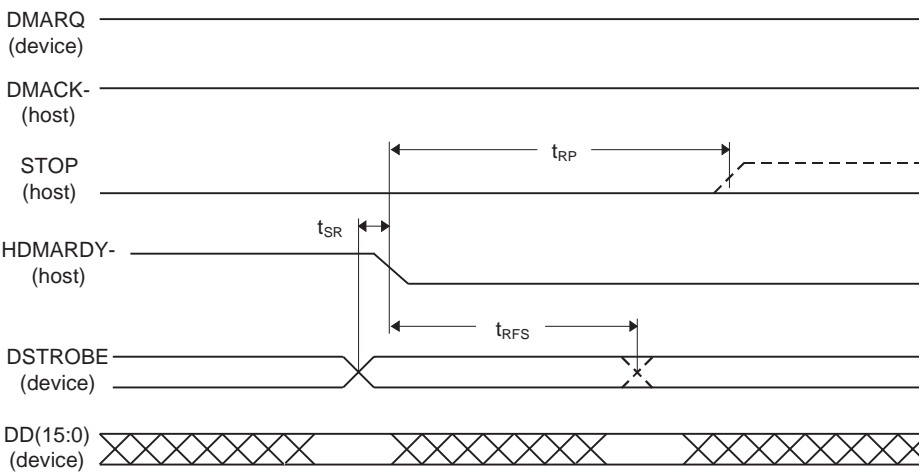 DMARQ
(device)
DMACK-
(host)
STOP
(host)
tRP
tSR
HDMARDY-
(host)
tRFS
DSTROBE
(device)
DD(15:0)
(device)